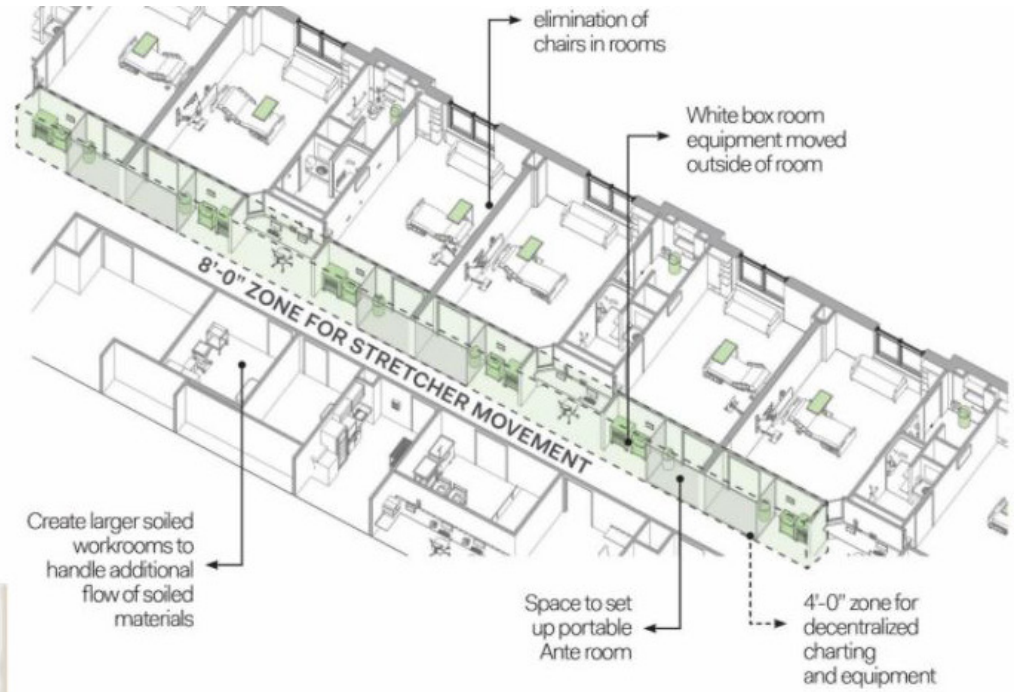 elimination of
chairs in rooms
White box room
equipment moved
outside of room
8'-0" ZONE FOR STRETCHER MOVEMENT
Create larger soiled
workrooms to
handle additional
flow of soiled
materials
Space to set
up portable
Ante room
4'-0" zone for
decentralized
charting
and equipment